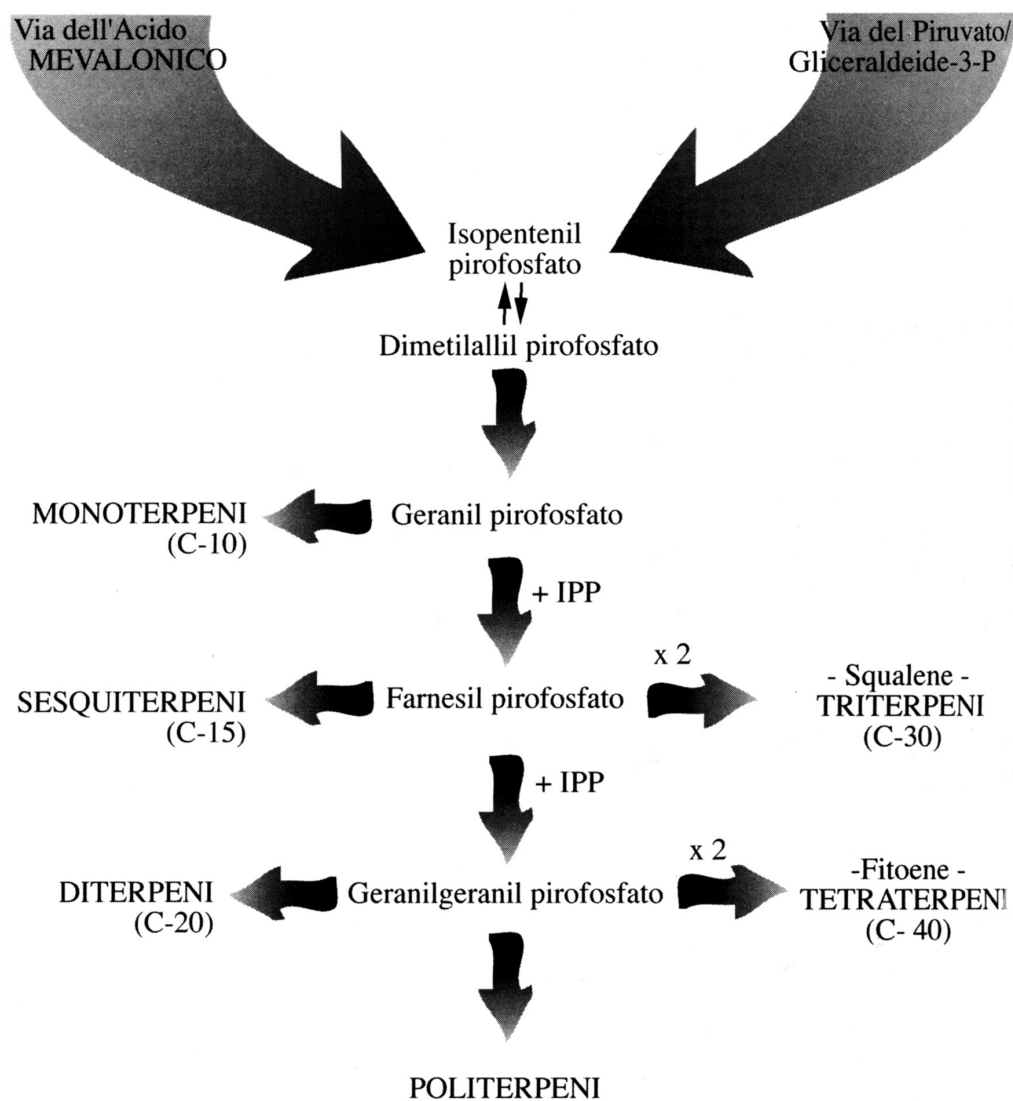 Via dell'Acido
MEVALONICO
Via del Piruvato/
Gliceraldeide-3-P
Isopentenil
pirofosfato
Dimetilallil pirofosfato
MONOTERPENI
(C-10)
Geranil pirofosfato
+ IPP
x 2
SESQUITERPENI
(C-15)
Farnesil pirofosfato
- Squalene -
TRITERPENI
(C-30)
+ IPP
x 2
DITERPENI
(C-20)
Geranilgeranil pirofosfato
-Fitoene -
TETRATERPENI
(C- 40)
POLITERPENI